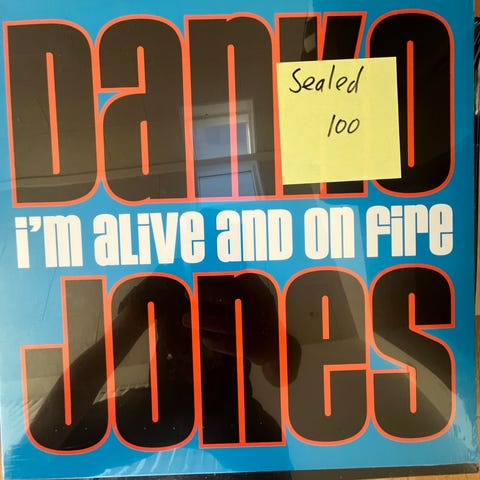 Danko
Sealed
100
i'm alive and on fire
Jones